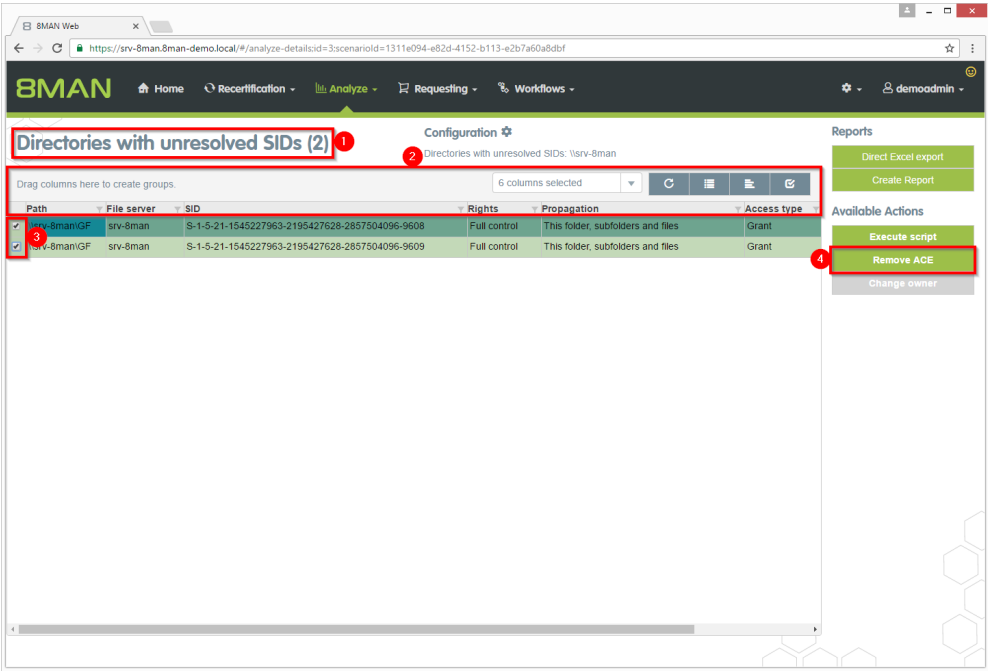 8MAN Web
https://srv-8man.8man-demo.local/#/analyze-details:id=3:scenarioId=1311e094-e82d-4152-b113-e2b7a60a8dbf
8MAN Home Recertification Analyze Requesting Workflows demoadmin
Directories with unresolved SIDs (2) 1
Configuration
2 Directories with unresolved SIDs: \\srv-8man
Reports
Direct Excel export
Create Report
Drag columns here to create groups. 6 columns selected
Path File server SID Rights Propagation Access type
\\srv-8man\GF srv-8man S-1-5-21-1545227963-2195427628-2857504096-9608 Full control This folder, subfolders and files Grant
3
\\srv-8man\GF srv-8man S-1-5-21-1545227963-2195427628-2857504096-9609 Full control This folder, subfolders and files Grant
Available Actions
Execute script
4 Remove ACE
Change owner